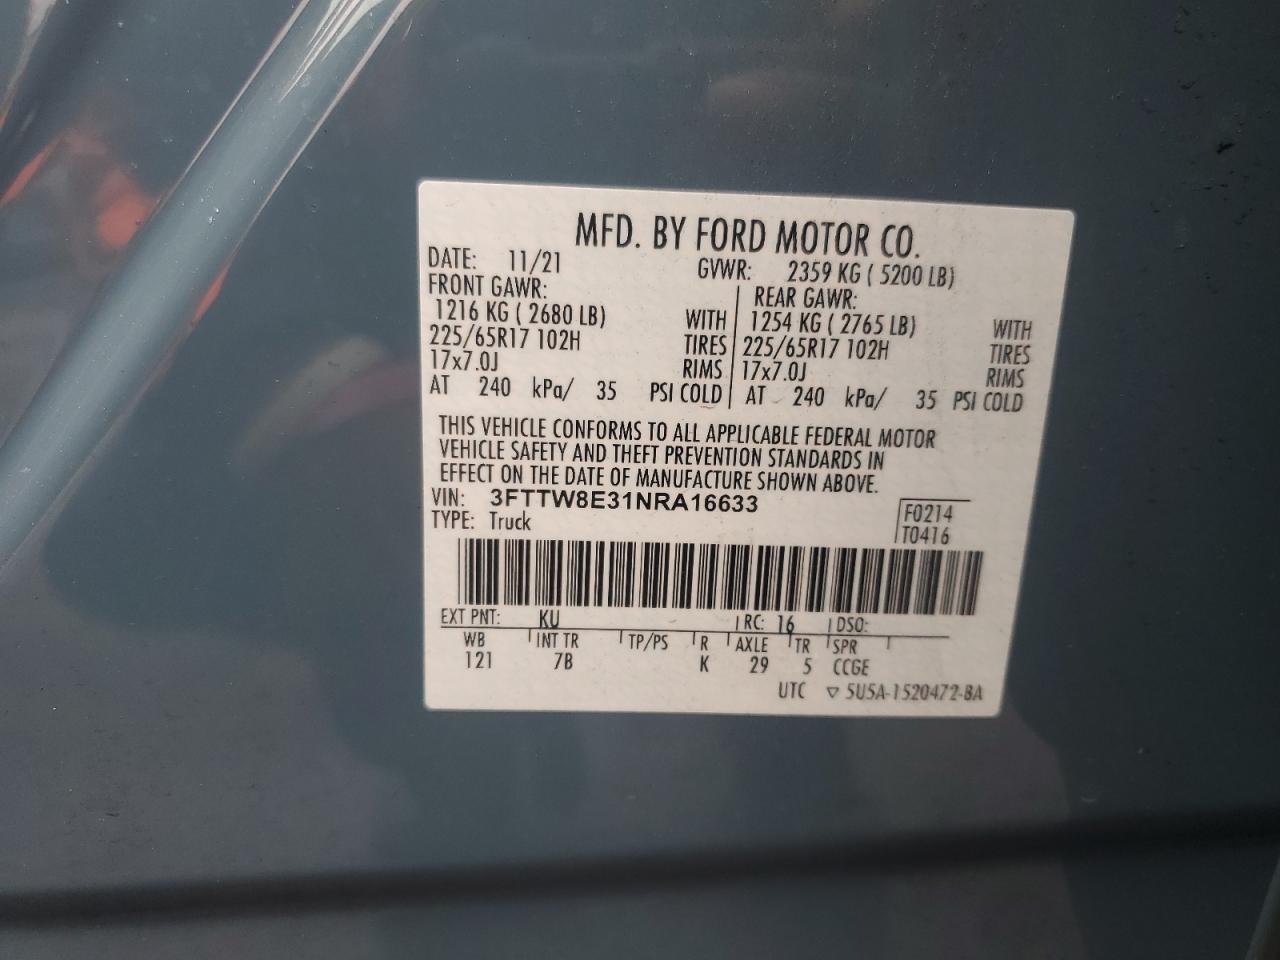 MFD. BY FORD MOTOR CO.
DATE: 11/21 GVWR: 2359 KG ( 5200 LB)
FRONT GAWR: REAR GAWR:
1216 KG ( 2680 LB) WITH 1254 KG ( 2765 LB) WITH
225/65R17 102H TIRES 225/65R17 102H TIRES
17x7.0J RIMS 17x7.0J RIMS
AT 240 kPa/ 35 PSI COLD AT 240 kPa/ 35 PSI COLD
THIS VEHICLE CONFORMS TO ALL APPLICABLE FEDERAL MOTOR
VEHICLE SAFETY AND THEFT PREVENTION STANDARDS IN
EFFECT ON THE DATE OF MANUFACTURE SHOWN ABOVE.
VIN: 3FTTW8E31NRA16633 F0214
TYPE: Truck T0416
EXT PNT: KU RC: 16 DSO:
WB INT TR TP/PS R AXLE TR SPR
121 7B K 29 5 CCGE
UTC ▽ 5U5A-1520472-BA